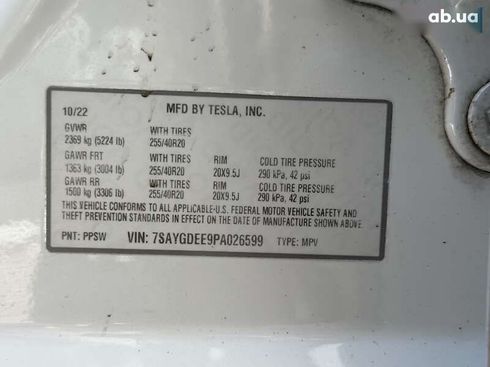 ab.ua
10/22 MFD BY TESLA, INC.
GVWR WITH TIRES
2369 kg (5224 lb) 255/40R20
GAWR FRT WITH TIRES RIM COLD TIRE PRESSURE
1363 kg (3004 lb) 255/40R20 20X9.5J 290 kPa, 42 psi
GAWR RR WITH TIRES RIM COLD TIRE PRESSURE
1500 kg (3306 lb) 255/40R20 20X9.5J 290 kPa, 42 psi
THIS VEHICLE CONFORMS TO ALL APPLICABLE U.S. FEDERAL MOTOR VEHICLE SAFETY AND
THEFT PREVENTION STANDARDS IN EFFECT ON THE DATE OF MANUFACTURE SHOWN ABOVE.
PNT: PPSW VIN: 7SAYGDEE9PA026599 TYPE: MPV